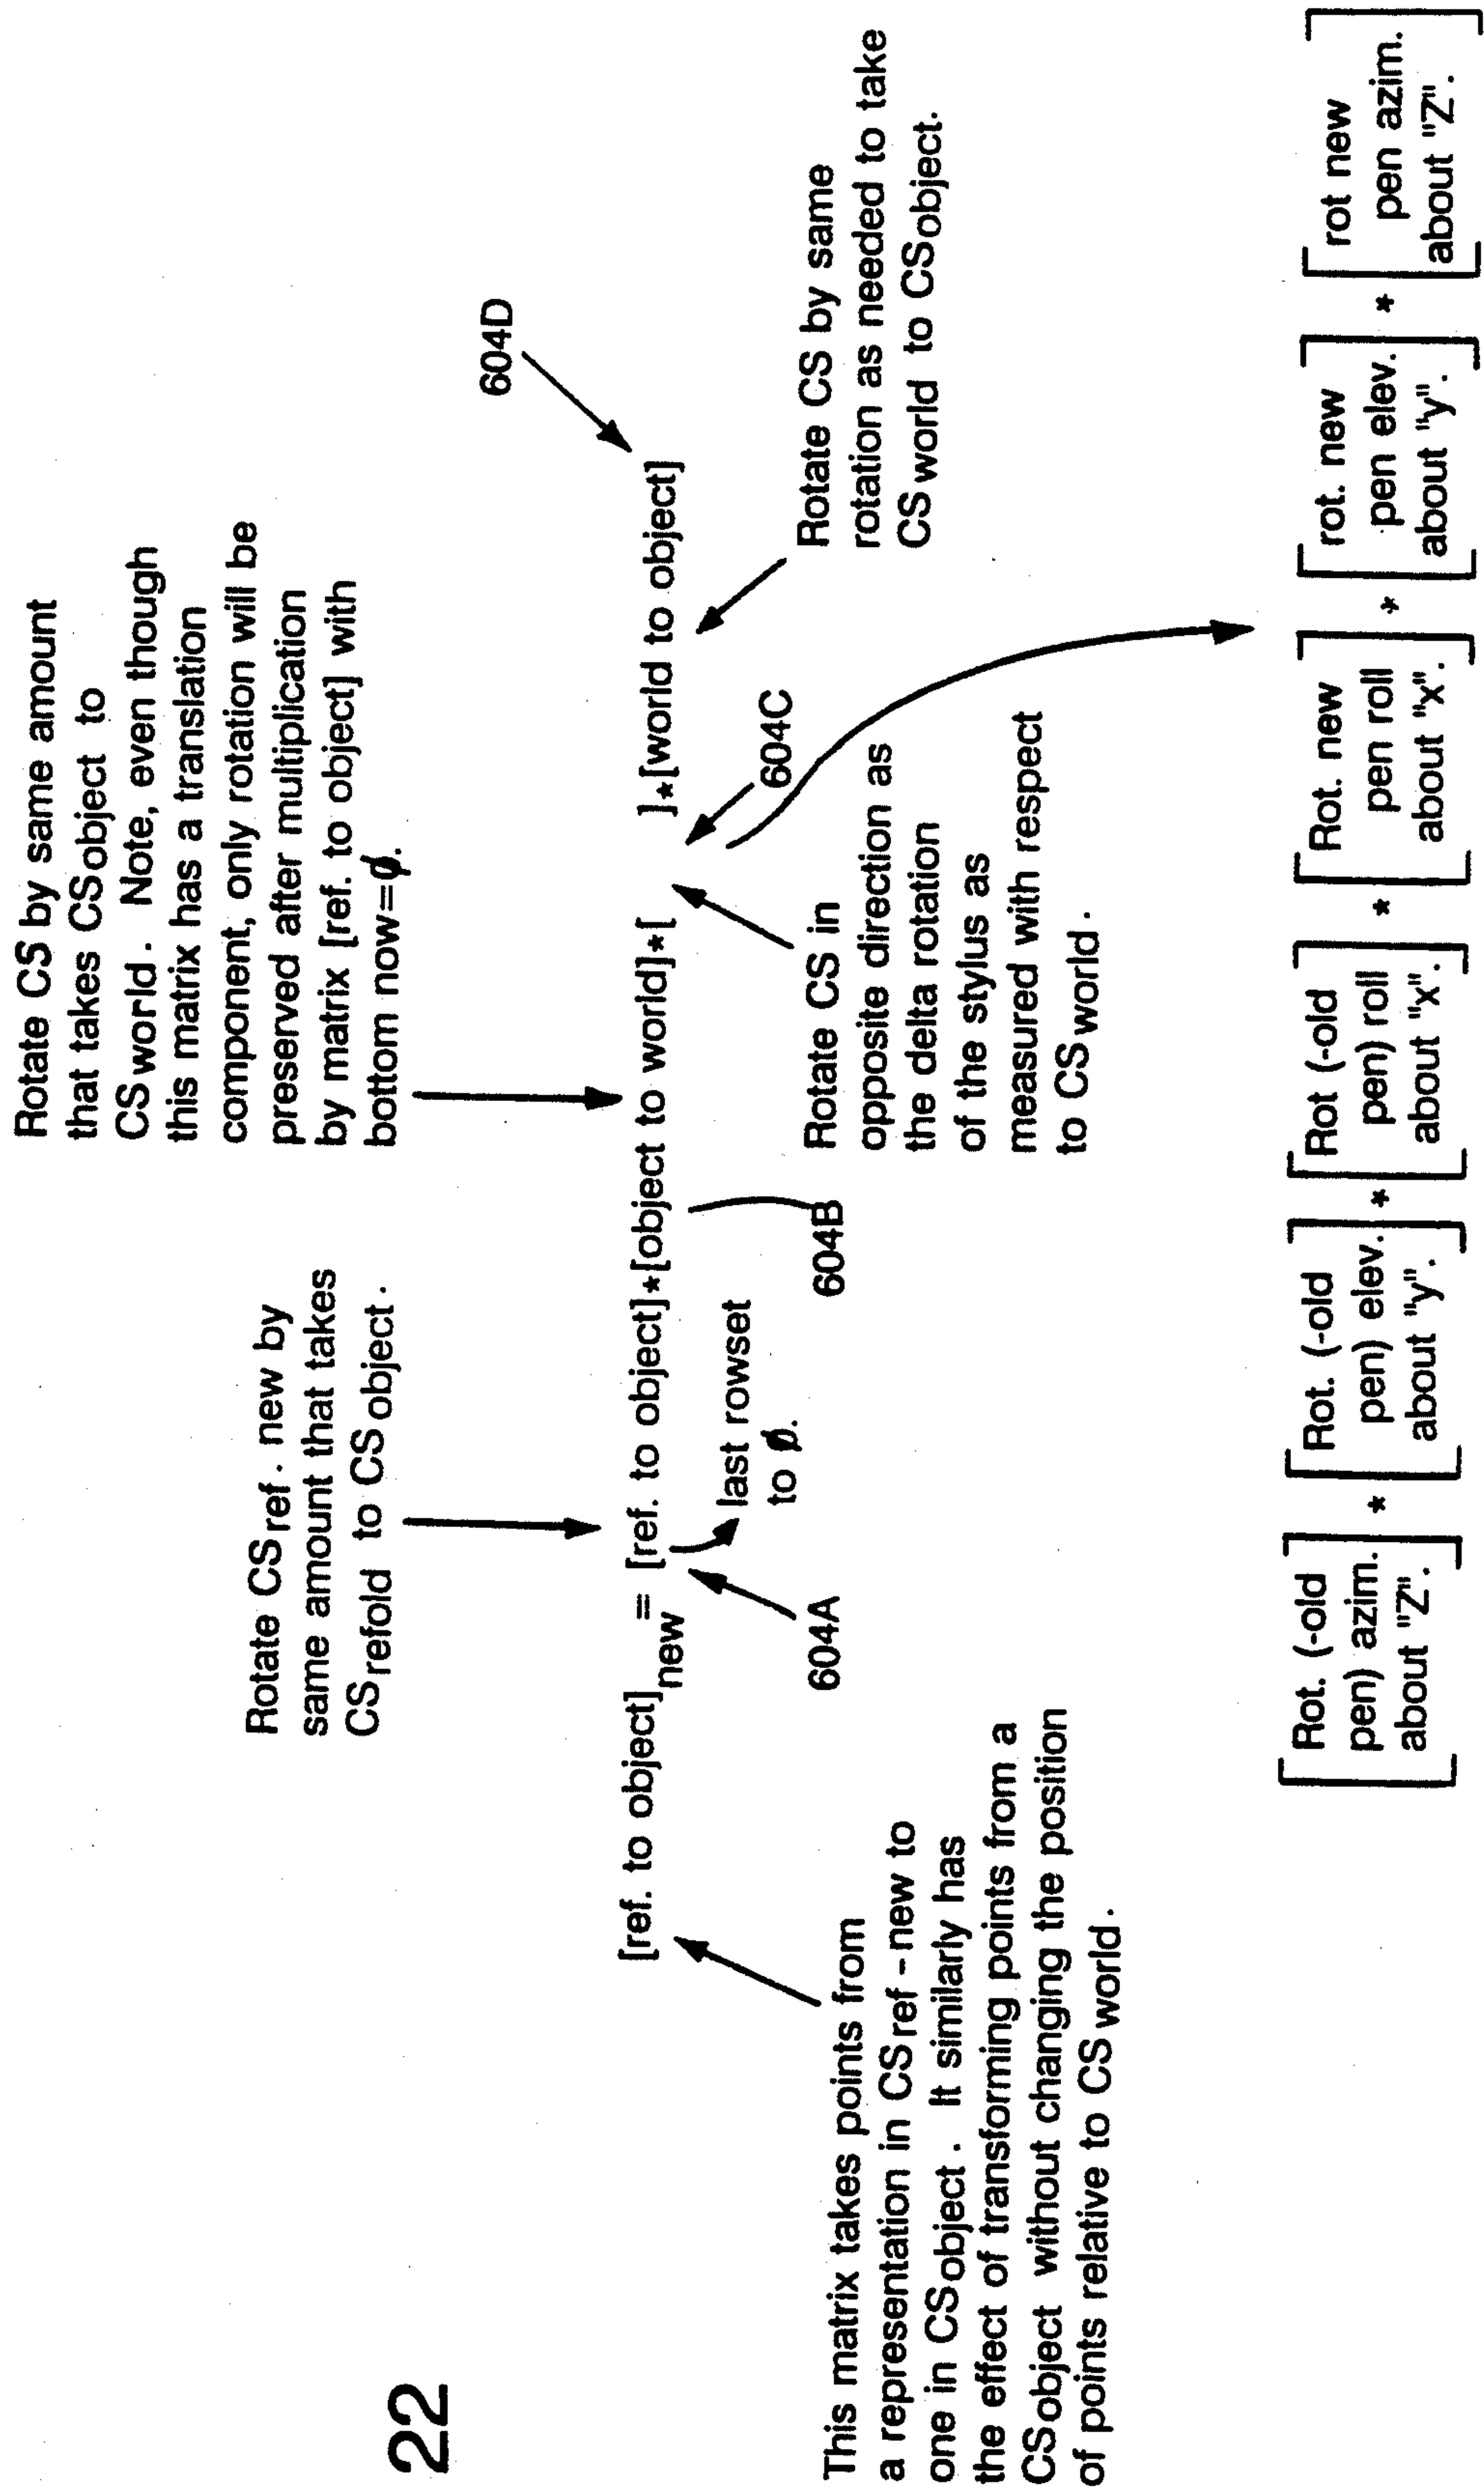 22
Rotate CS by same amount
that takes CSobject to
CSworld. Note, even though
this matrix has a translation
component, only rotation will be
preserved after multiplication
by matrix [ref. to object] with
bottom now=0.
Rotate CSref. new by
same amount that takes
CSrefold to CSobject.
604D
[ref. to object]new = [ref. to object]*[object to world]*[ ]*[world to object]
last rowset
to 0.
604A
604B
604C
This matrix takes points from
a representation in CSref-new to
one in CSobject. It similarly has
the effect of transforming points from a
CSobject without changing the position
of points relative to CSworld.
Rotate CS in
opposite direction as
the delta rotation
of the stylus as
measured with respect
to CSworld.
Rotate CS by same
rotation as needed to take
CSworld to CSobject.
[Rot. (-old
pen) azim.
about "Z".]
*
[Rot. (-old
pen) elev.
about "y".]
*
[Rot (-old
pen) roll
about "x".]
*
[Rot. new
pen roll
about "x".]
*
[rot. new
pen elev.
about "y".]
*
[rot new
pen azim.
about "Z".]